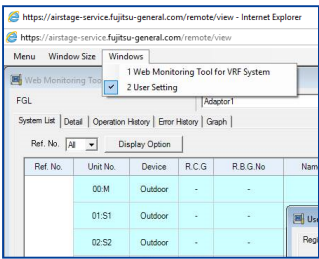 https://airstage-service.fujitsu-general.com/remote/view - Internet Explorer
https://airstage-service.fujitsu-general.com/remote/view
Menu Window Size Windows
1 Web Monitoring Tool for VRF System
2 User Setting
Web Monitoring Too
FGL Adaptor1
System List Detail Operation History Error History Graph
Ref. No. All Display Option
Ref. No. Unit No. Device R.C.G R.B.G.No Nam
00:M Outdoor - -
01:S1 Outdoor - -
Use
02:S2 Outdoor - -
Regi